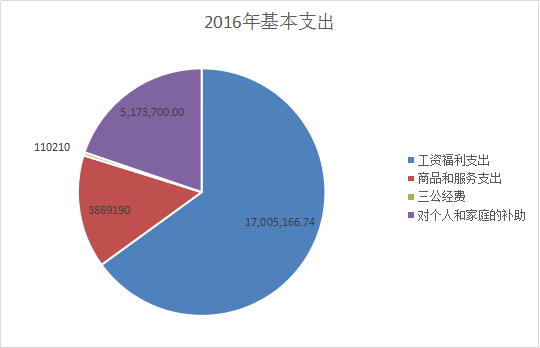 2016年基本支出
5,173,700.00
110210
3869190
17,005,166.74
工资福利支出
商品和服务支出
三公经费
对个人和家庭的补助